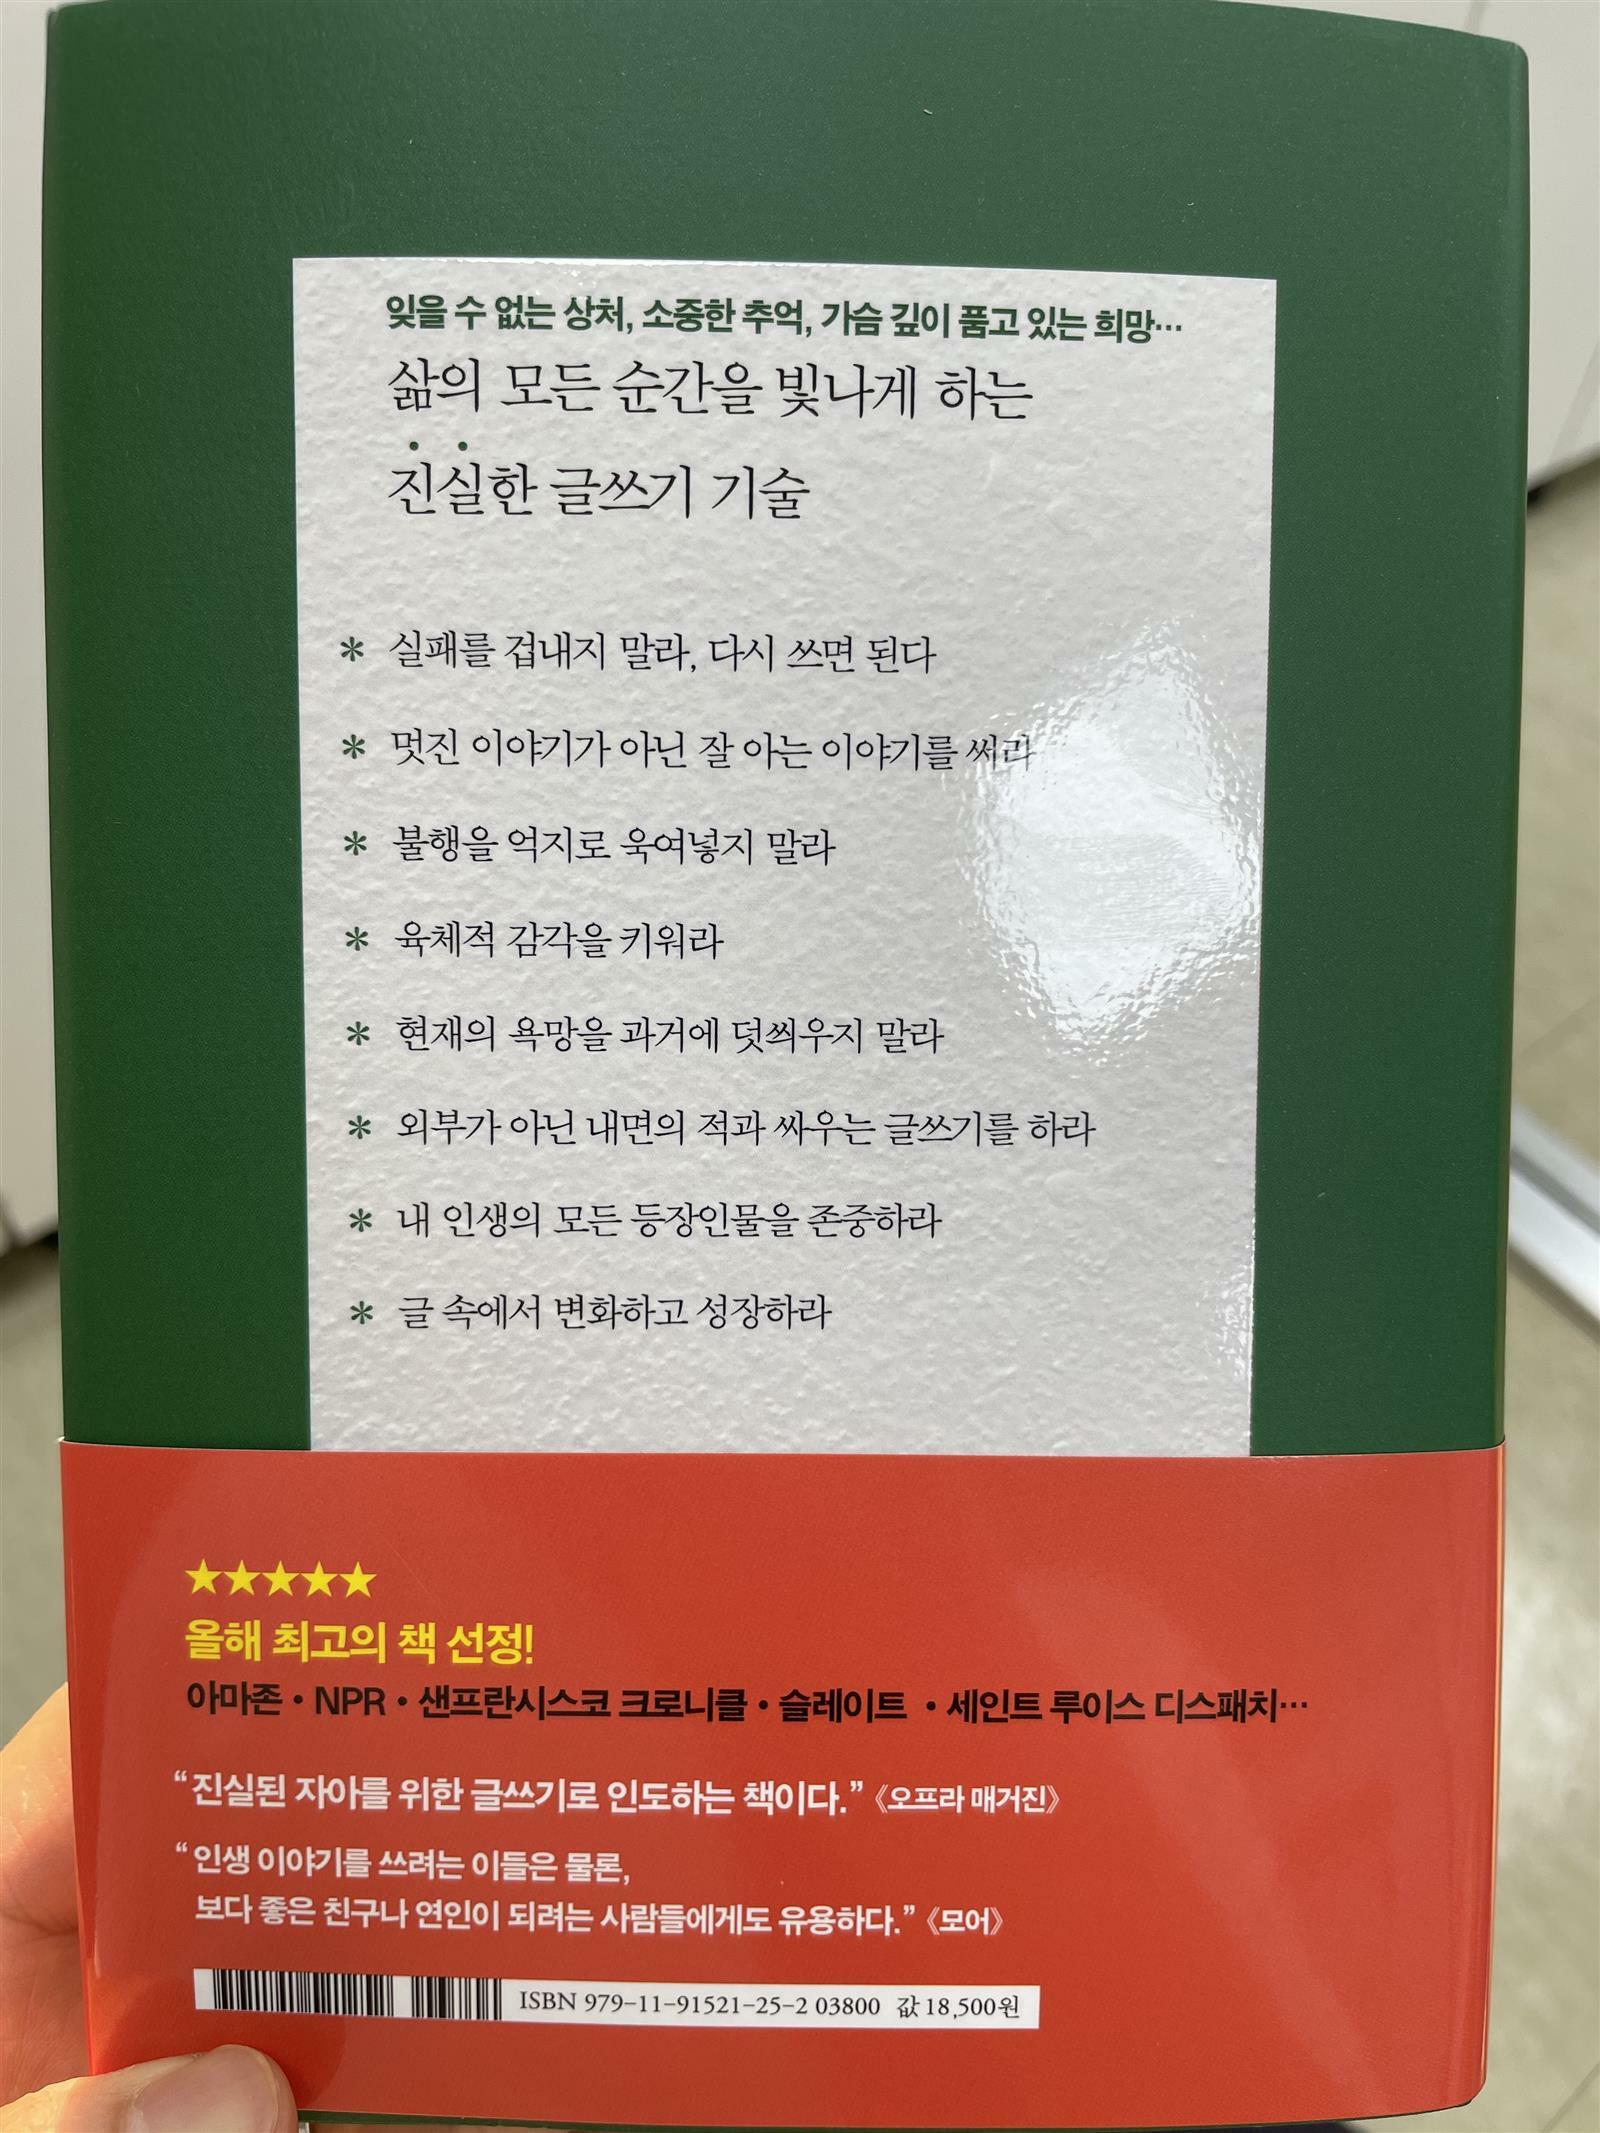 잊을 수 없는 상처, 소중한 추억, 가슴 깊이 품고 있는 희망…
삶의 모든 순간을 빛나게 하는
진실한 글쓰기 기술
* 실패를 겁내지 말라, 다시 쓰면 된다
* 멋진 이야기가 아닌 잘 아는 이야기를 써라
* 불행을 억지로 욱여넣지 말라
* 육체적 감각을 키워라
* 현재의 욕망을 과거에 덧씌우지 말라
* 외부가 아닌 내면의 적과 싸우는 글쓰기를 하라
* 내 인생의 모든 등장인물을 존중하라
* 글 속에서 변화하고 성장하라
★★★★★
올해 최고의 책 선정!
아마존 • NPR • 샌프란시스코 크로니클 • 슬레이트 • 세인트 루이스 디스패치…
“진실된 자아를 위한 글쓰기로 인도하는 책이다.”《오프라 매거진》
“인생 이야기를 쓰려는 이들은 물론,
보다 좋은 친구나 연인이 되려는 사람들에게도 유용하다.”《모어》
ISBN 979-11-91521-25-2 03800 값 18,500원